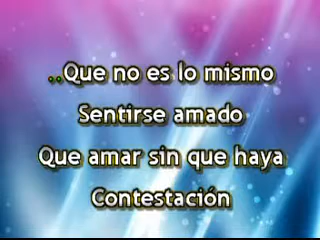 ..Que no es lo mismo
Sentirse amado
Que amar sin que haya
Contestación